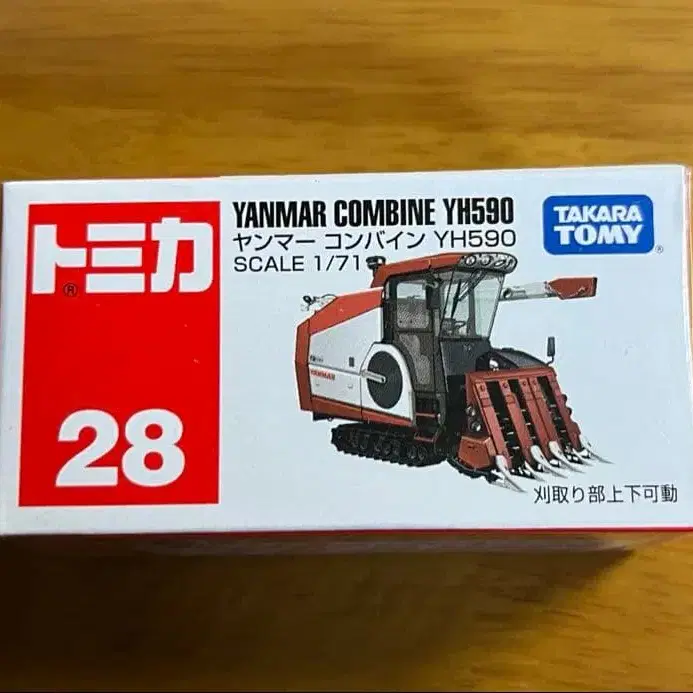 トミカ
®
28
YANMAR COMBINE YH590
ヤンマー コンバイン YH590
SCALE 1/71
TAKARA
TOMY
®
YANMAR
刈取り部上下可動